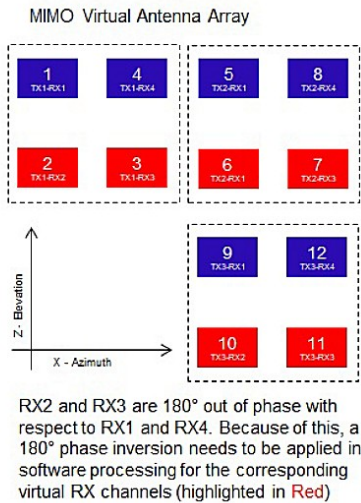 MIMO Virtual Antenna Array
1 4 5 8
TX1-RX1 TX1-RX4 TX2-RX1 TX2-RX4
2 3 6 7
TX1-RX2 TX1-RX3 TX2-RX1 TX2-RX3
9 12
TX3-RX1 TX3-RX4
10 11
TX3-RX2 TX3-RX3
Z - Elevation
X - Azimuth
RX2 and RX3 are 180° out of phase with
respect to RX1 and RX4. Because of this, a
180° phase inversion needs to be applied in
software processing for the corresponding
virtual RX channels (highlighted in Red)